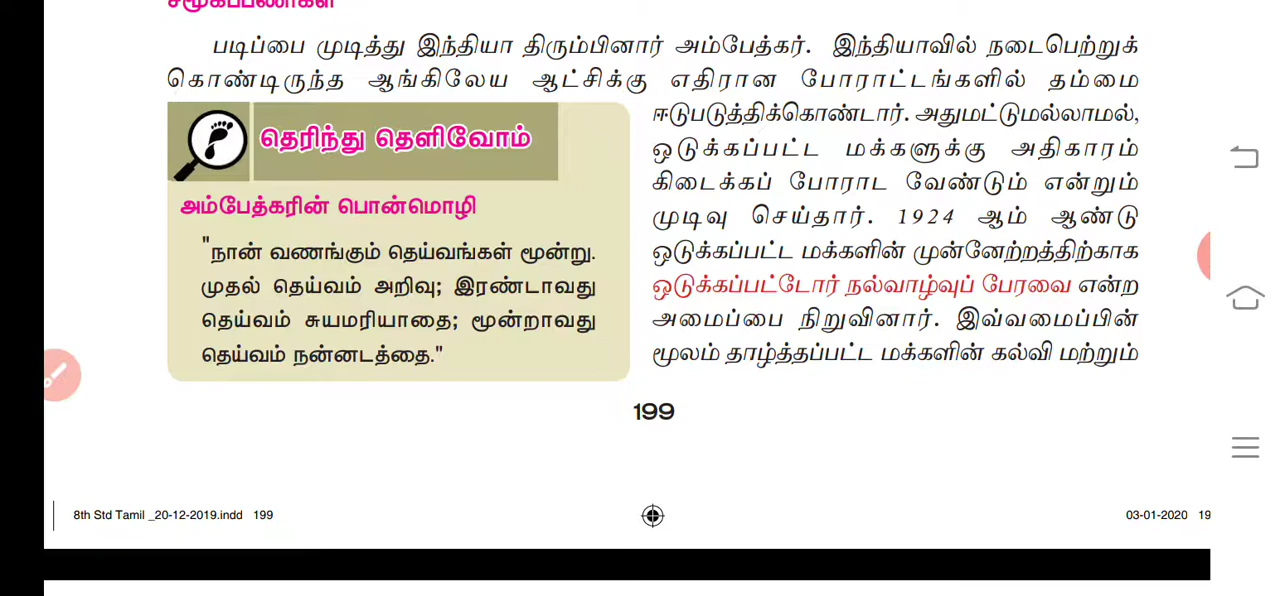 சமூகப்பணிகள்
படிப்பை முடித்து இந்தியா திரும்பினார் அம்பேத்கர். இந்தியாவில் நடைபெற்றுக்
கொண்டிருந்த ஆங்கிலேய ஆட்சிக்கு எதிரான போராட்டங்களில் தம்மை
ஈடுபடுத்திக்கொண்டார். அதுமட்டுமல்லாமல்,
ஒடுக்கப்பட்ட மக்களுக்கு அதிகாரம்
கிடைக்கப் போராட வேண்டும் என்றும்
முடிவு செய்தார். 1924 ஆம் ஆண்டு
ஒடுக்கப்பட்ட மக்களின் முன்னேற்றத்திற்காக
ஒடுக்கப்பட்டோர் நல்வாழ்வுப் பேரவை என்ற
அமைப்பை நிறுவினார். இவ்வமைப்பின்
மூலம் தாழ்த்தப்பட்ட மக்களின் கல்வி மற்றும்
தெரிந்து தெளிவோம்
அம்பேத்கரின் பொன்மொழி
"நான் வணங்கும் தெய்வங்கள் மூன்று.
முதல் தெய்வம் அறிவு; இரண்டாவது
தெய்வம் சுயமரியாதை; மூன்றாவது
தெய்வம் நன்னடத்தை."
199
8th Std Tamil _20-12-2019.indd 199
03-01-2020 19